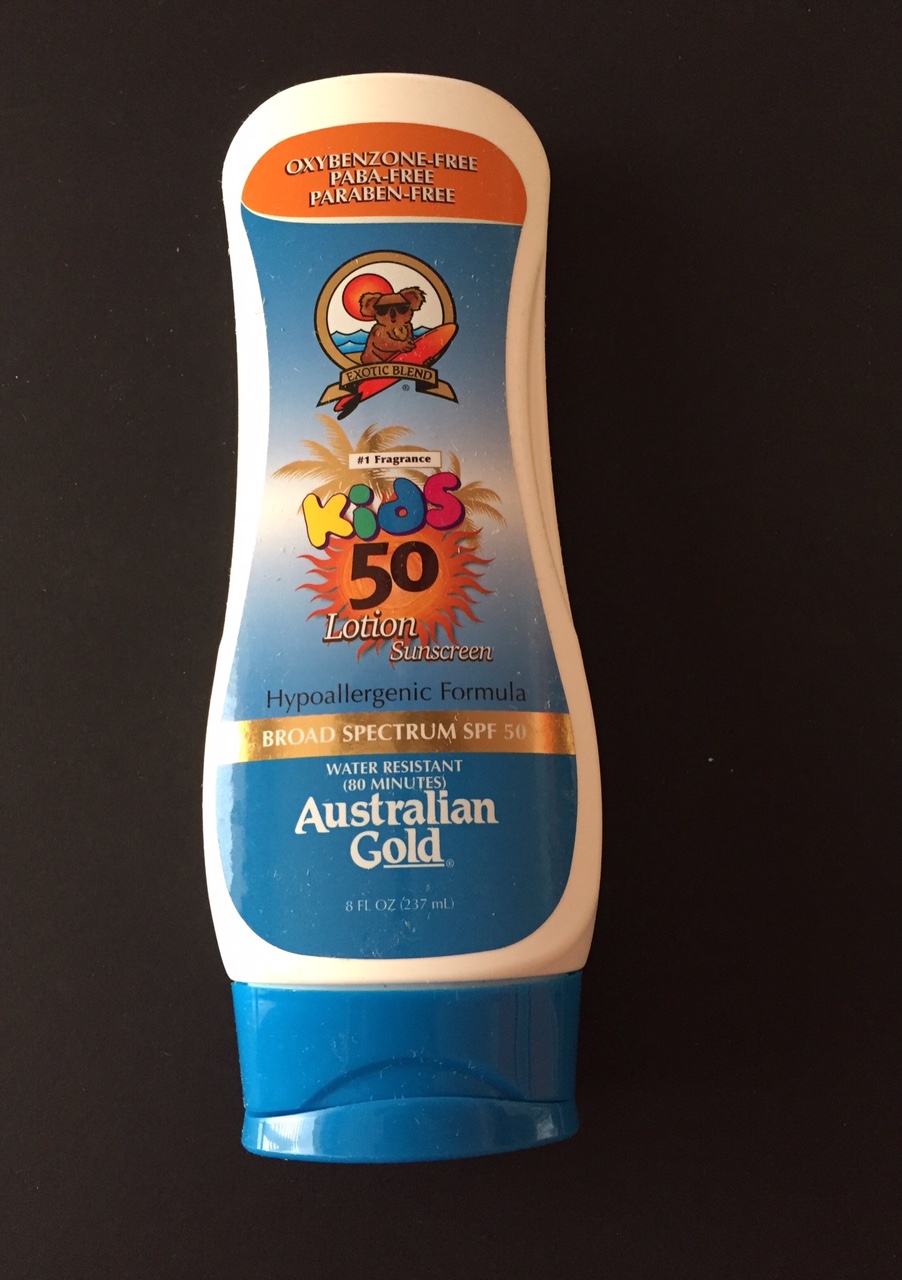 OXYBENZONE-FREE
PABA-FREE
PARABEN-FREE
EXOTIC BLEND
®
#1 Fragrance
Kids
50
Lotion
Sunscreen
Hypoallergenic Formula
BROAD SPECTRUM SPF 50
WATER RESISTANT
(80 MINUTES)
Australian
Gold®
8 FL OZ (237 mL)